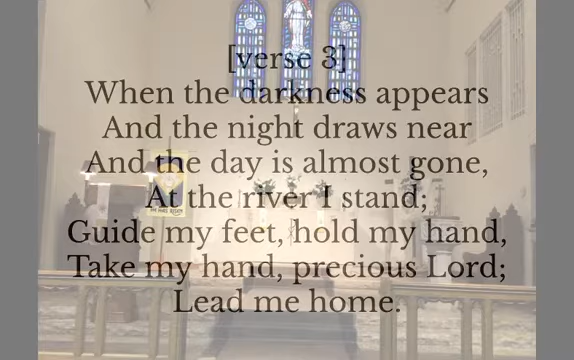 [verse 3]
When the darkness appears
And the night draws near
And the day is almost gone,
At the river I stand;
Guide my feet, hold my hand,
Take my hand, precious Lord;
Lead me home.